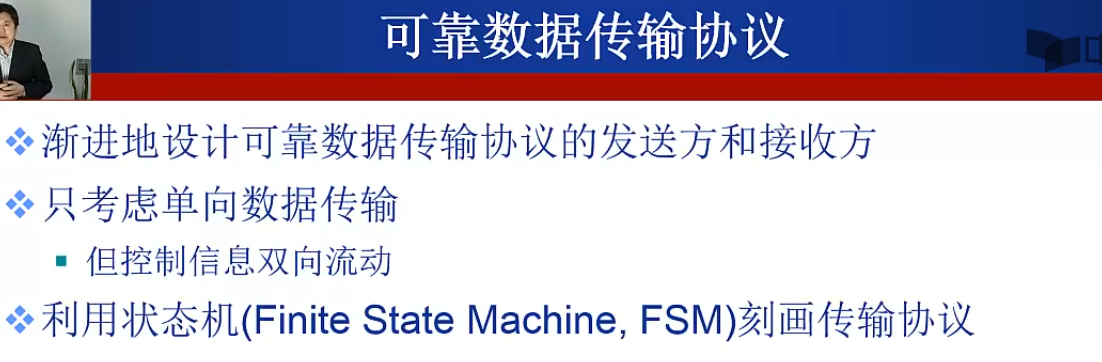 可靠数据传输协议
渐进地设计可靠数据传输协议的发送方和接收方
只考虑单向数据传输
但控制信息双向流动
利用状态机(Finite State Machine, FSM)刻画传输协议